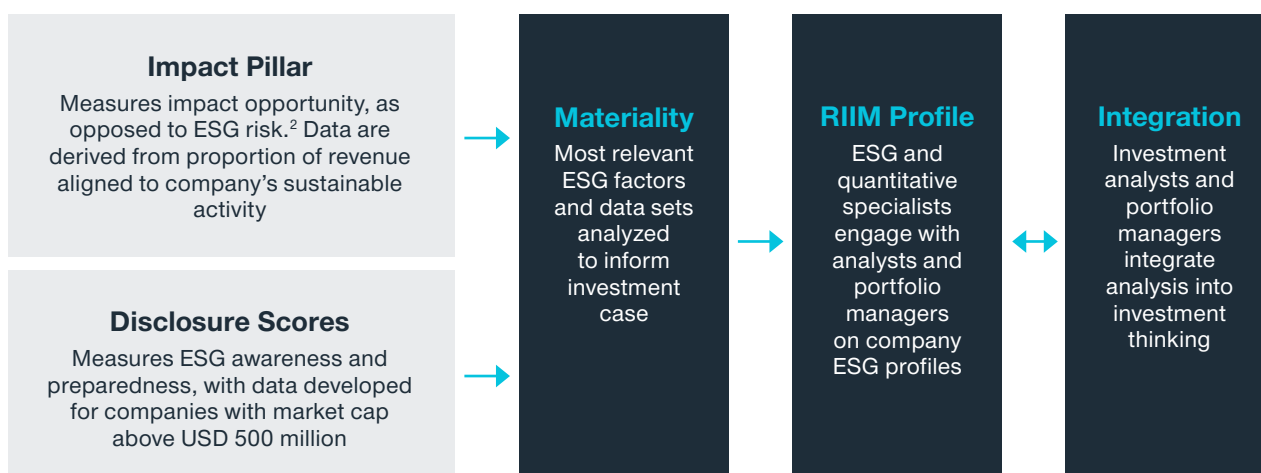 Impact Pillar
Measures impact opportunity, as
opposed to ESG risk.² Data are
derived from proportion of revenue
aligned to company's sustainable
activity
Disclosure Scores
Measures ESG awareness and
preparedness, with data developed
for companies with market cap
above USD 500 million
Materiality
Most relevant
ESG factors
and data sets
analyzed
to inform
investment
case
RIIM Profile
ESG and
quantitative
specialists
engage with
analysts and
portfolio
managers
on company
ESG profiles
Integration
Investment
analysts and
portfolio
managers
integrate
analysis into
investment
thinking